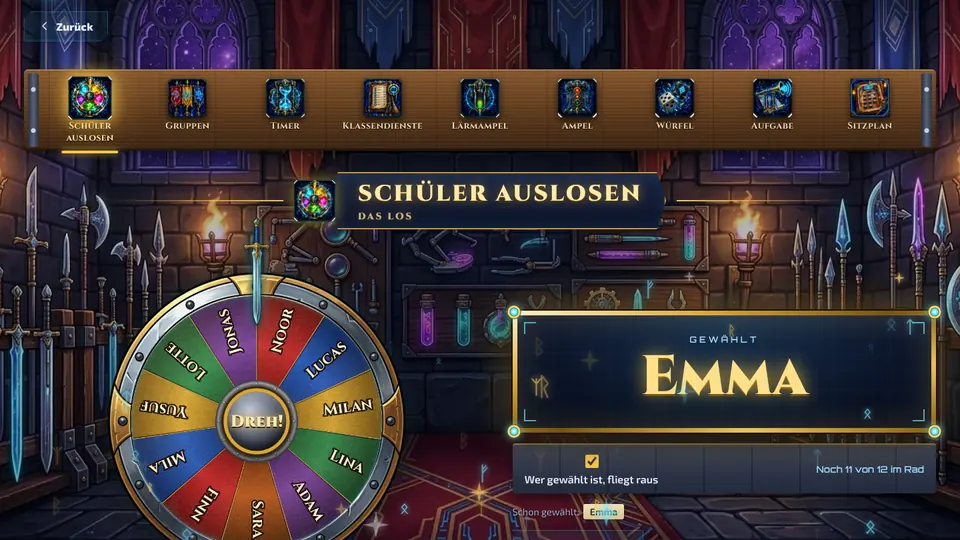 Zurück
SCHÜLER
AUSLOSEN
GRUPPEN
TIMER
KLASSENDIENSTE
LÄRMAMPEL
AMPEL
WÜRFEL
AUFGABE
SITZPLAN
SCHÜLER AUSLOSEN
DAS LOS
NOOR
LUCAS
MILAN
LINA
ADAM
SARA
FINN
MILA
YUSUF
LOTTE
JONAS
DREH!
GEWÄHLT
EMMA
Wer gewählt ist, fliegt raus
Noch 11 von 12 im Rad
Schon gewählt: Emma